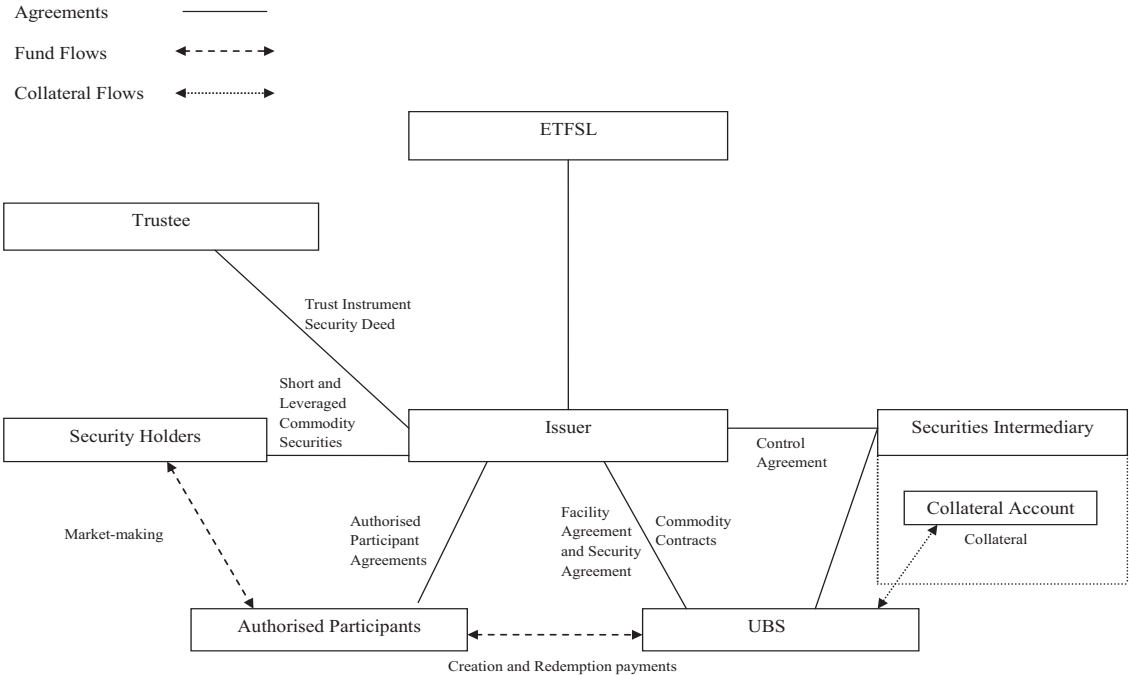 Agreements
Fund Flows
Collateral Flows
ETFSL
Trustee
Trust Instrument
Security Deed
Short and
Leveraged
Commodity
Securities
Security Holders
Issuer
Securities Intermediary
Control
Agreement
Collateral Account
Collateral
Market-making
Authorised
Participant
Agreements
Facility
Agreement
and Security
Agreement
Commodity
Contracts
Authorised Participants
UBS
Creation and Redemption payments